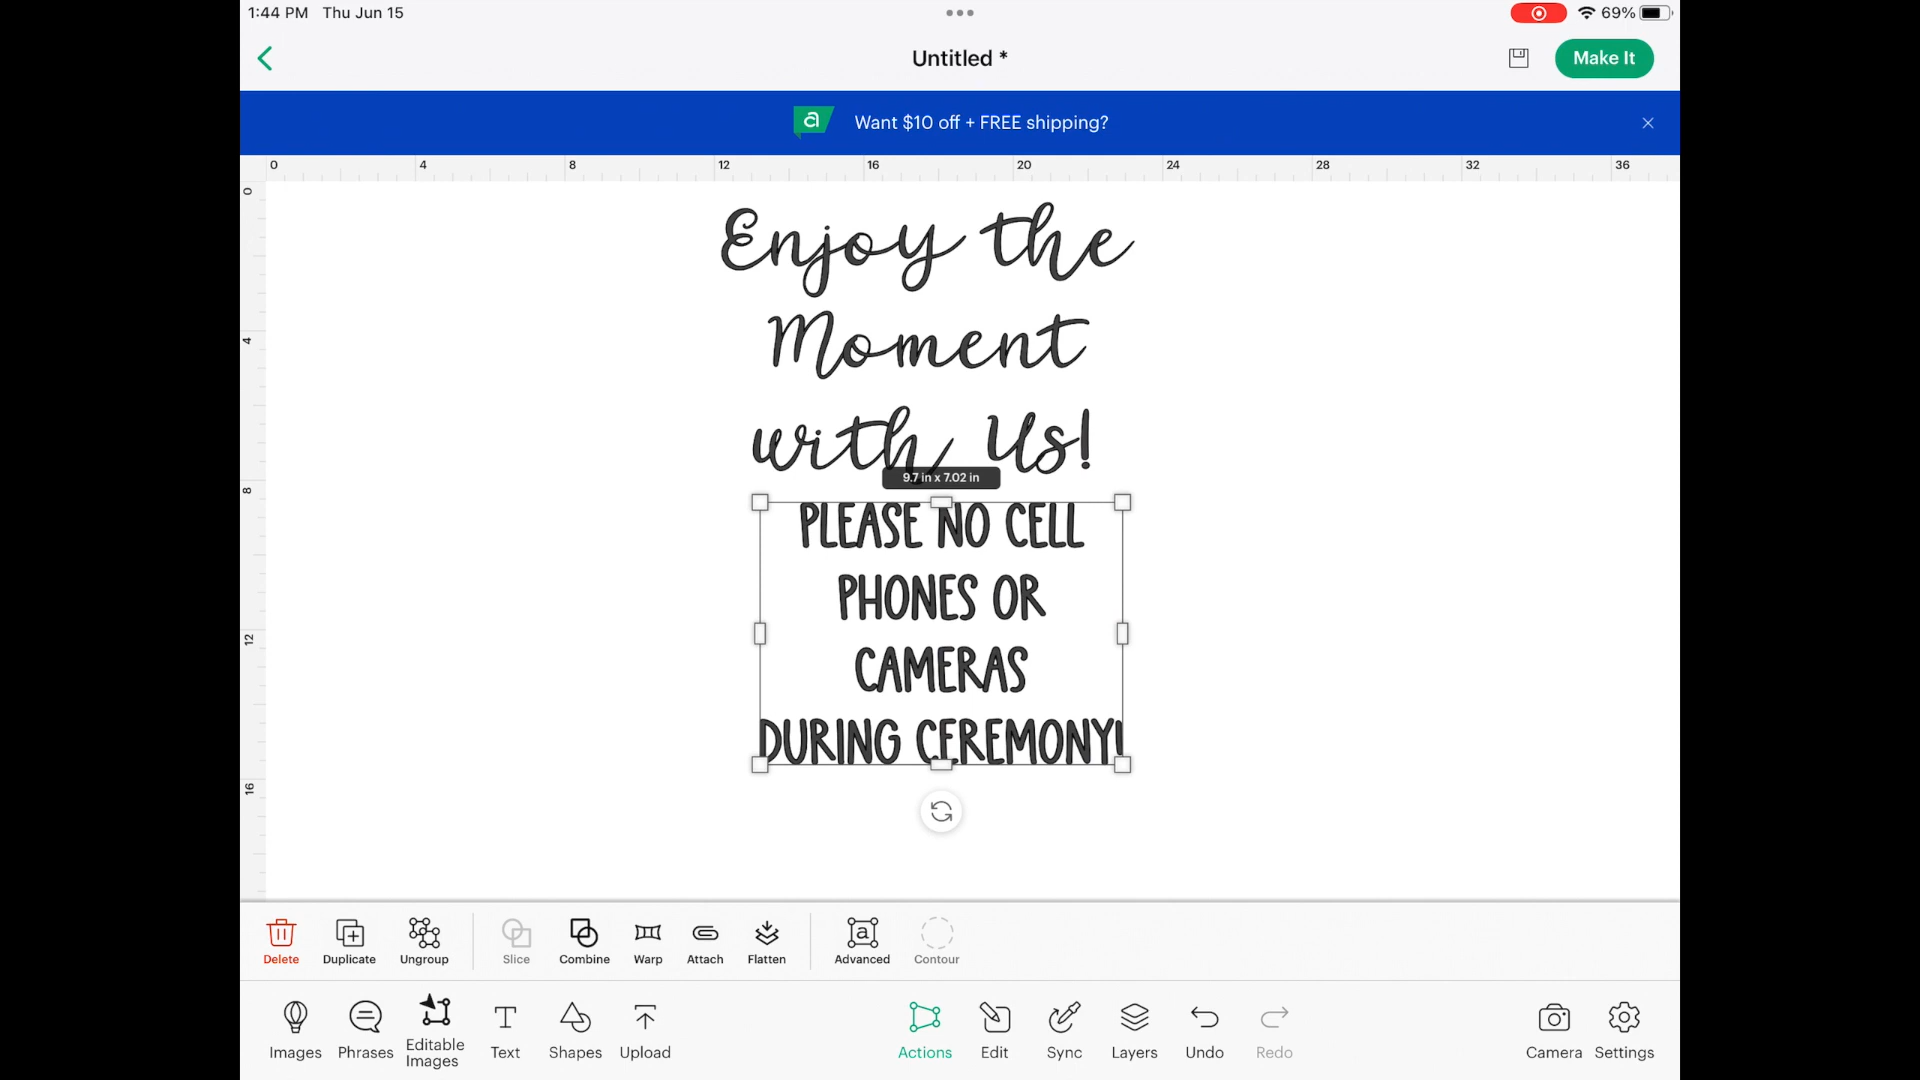 1:44 PM Thu Jun 15
69%
Untitled *
Make It
a Want $10 off + FREE shipping?
0 4 8 12 16 20 24 28 32 36
0
4
8
12
16
Enjoy the
Moment
with Us!
9.7 in x 7.02 in
PLEASE NO CELL
PHONES OR
CAMERAS
DURING CEREMONY!
Delete Duplicate Ungroup Slice Combine Warp Attach Flatten a Advanced Contour
Images Phrases Editable Images Text Shapes Upload Actions Edit Sync Layers Undo Redo Camera Settings